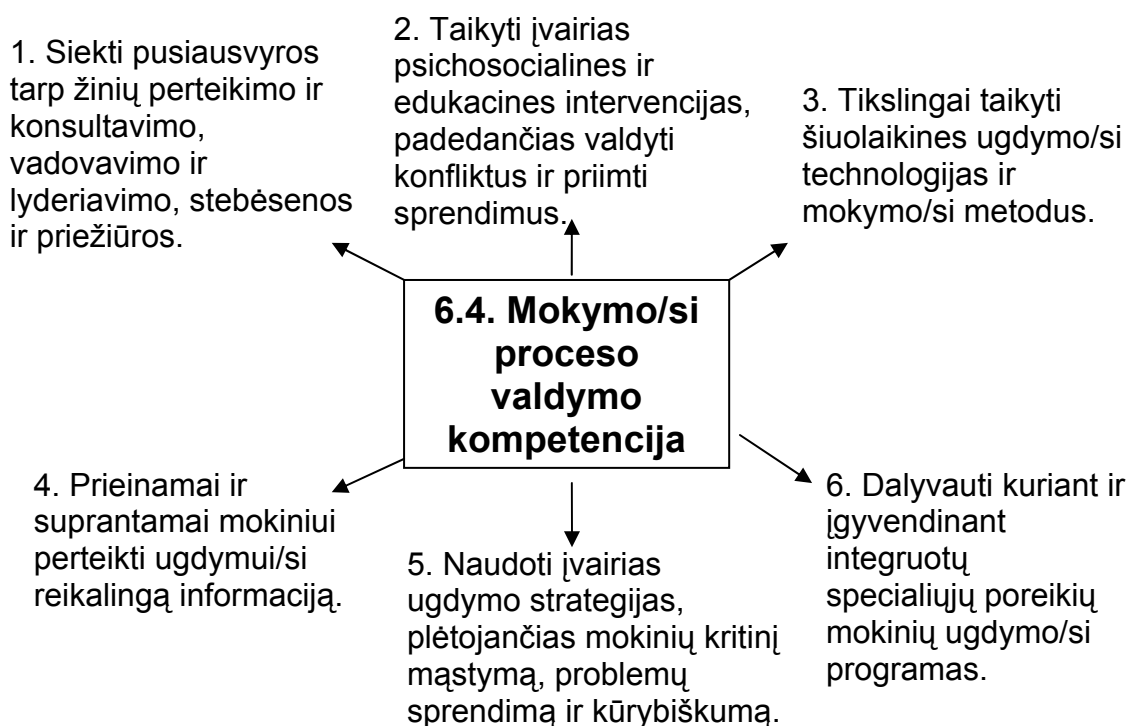 1. Siekti pusiausvyros
tarp žinių perteikimo ir
konsultavimo,
vadovavimo ir
lyderiavimo, stebėsenos
ir priežiūros.
2. Taikyti įvairias
psichosocialines ir
edukacines intervencijas,
padedančias valdyti
konfliktus ir priimti
sprendimus.
3. Tikslingai taikyti
šiuolaikines ugdymo/si
technologijas ir
mokymo/si metodus.
6.4. Mokymo/si
proceso
valdymo
kompetencija
4. Prieinamai ir
suprantamai mokiniui
perteikti ugdymui/si
reikalingą informaciją.
5. Naudoti įvairias
ugdymo strategijas,
plėtojančias mokinių kritinį
mąstymą, problemų
sprendimą ir kūrybiškumą.
6. Dalyvauti kuriant ir
įgyvendinant
integruotų
specialiųjų poreikių
mokinių ugdymo/si
programas.